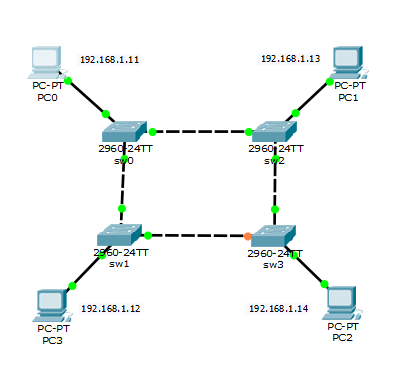 192.168.1.11
192.168.1.13
PC-PT
PC0
PC-PT
PC1
2960-24TT
sw0
2960-24TT
sw2
2960-24TT
sw1
2960-24TT
sw3
192.168.1.12
192.168.1.14
PC-PT
PC3
PC-PT
PC2